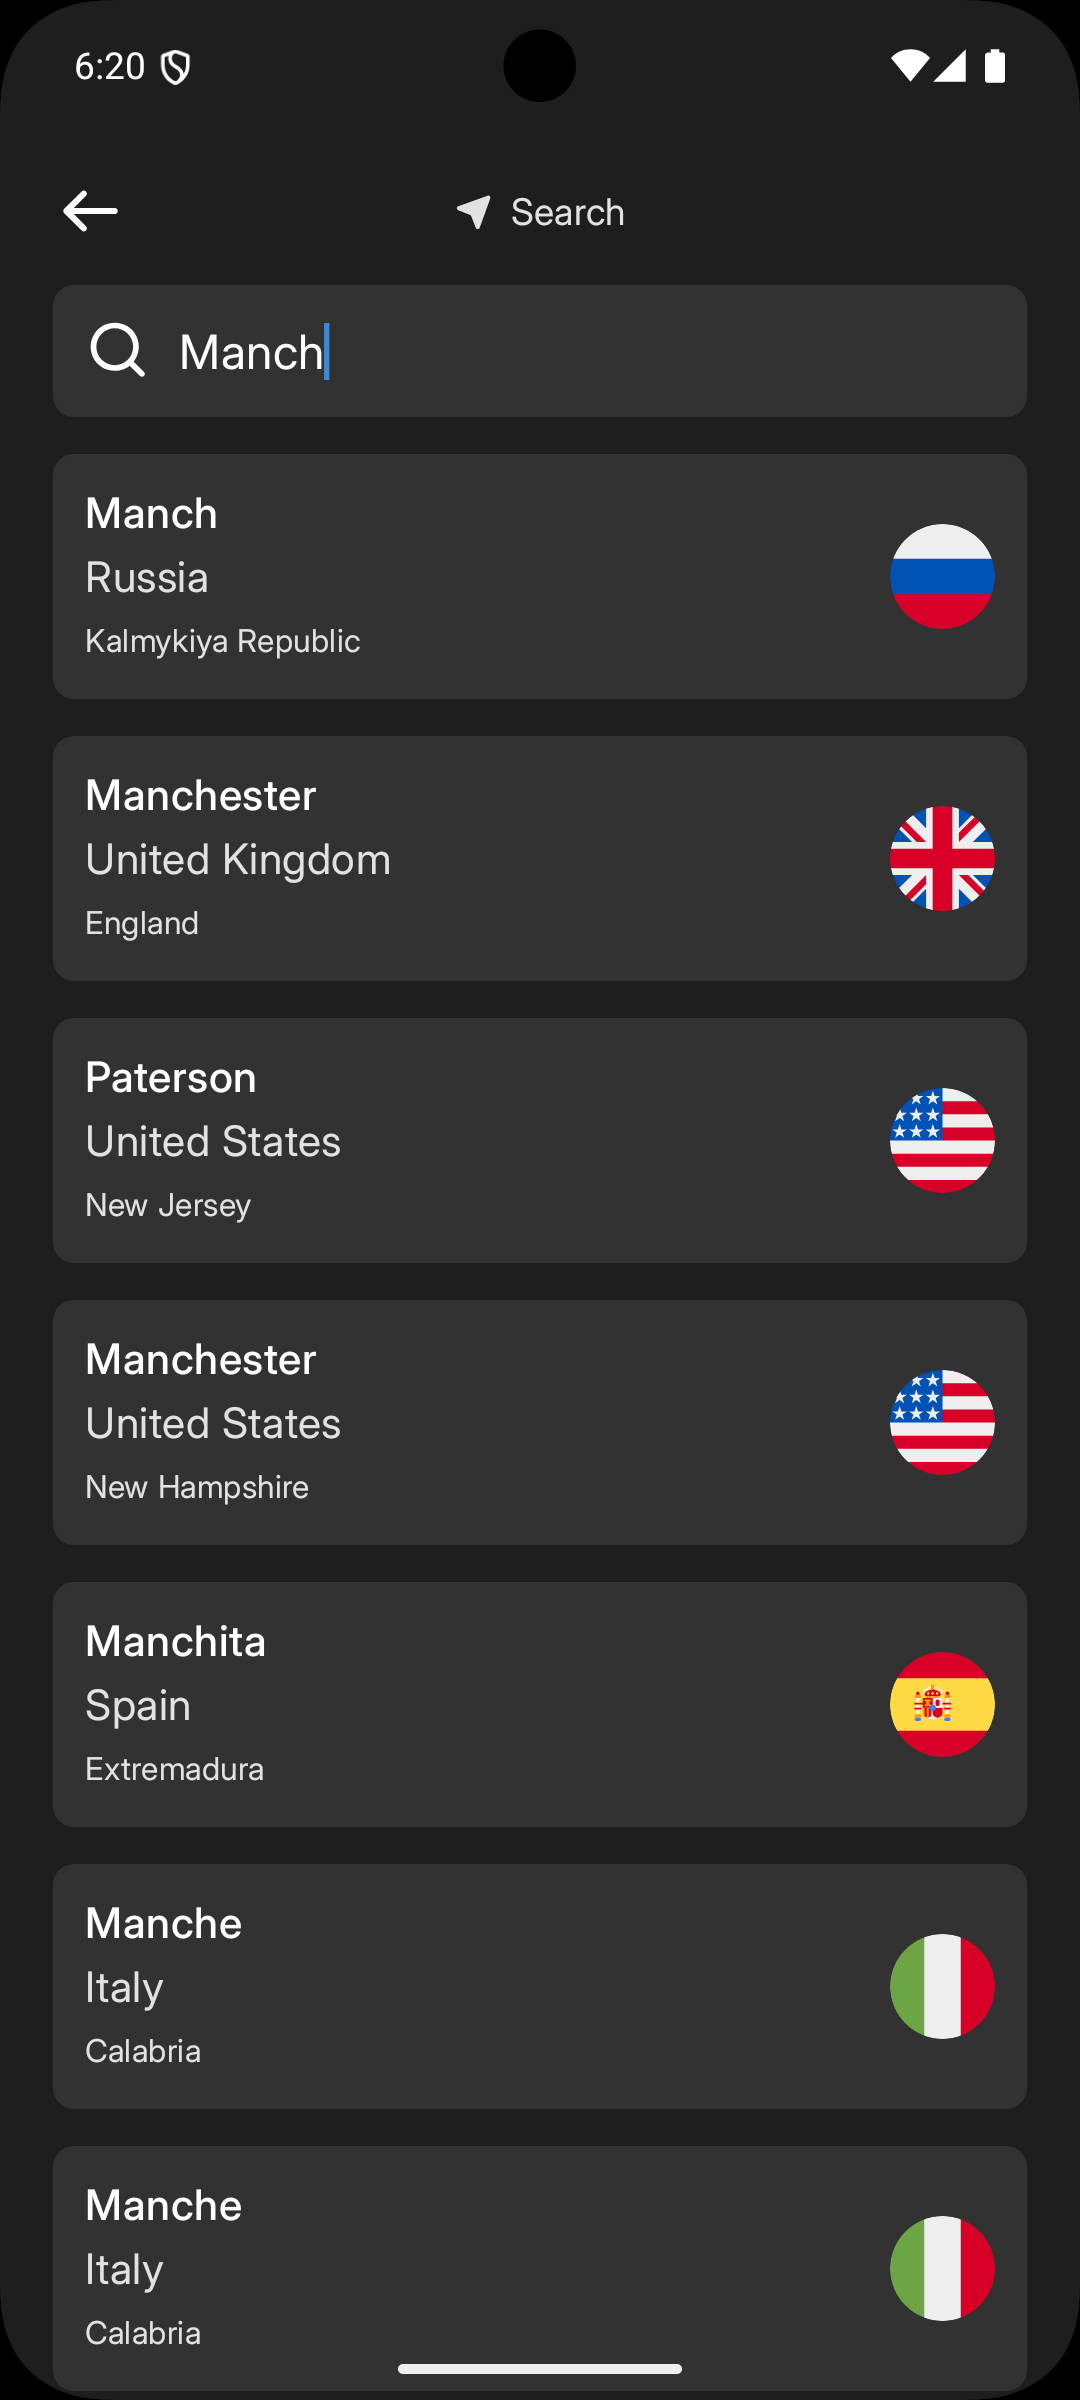 6:20
Search
Manch
Manch
Russia
Kalmykiya Republic
Manchester
United Kingdom
England
Paterson
United States
New Jersey
Manchester
United States
New Hampshire
Manchita
Spain
Extremadura
Manche
Italy
Calabria
Manche
Italy
Calabria